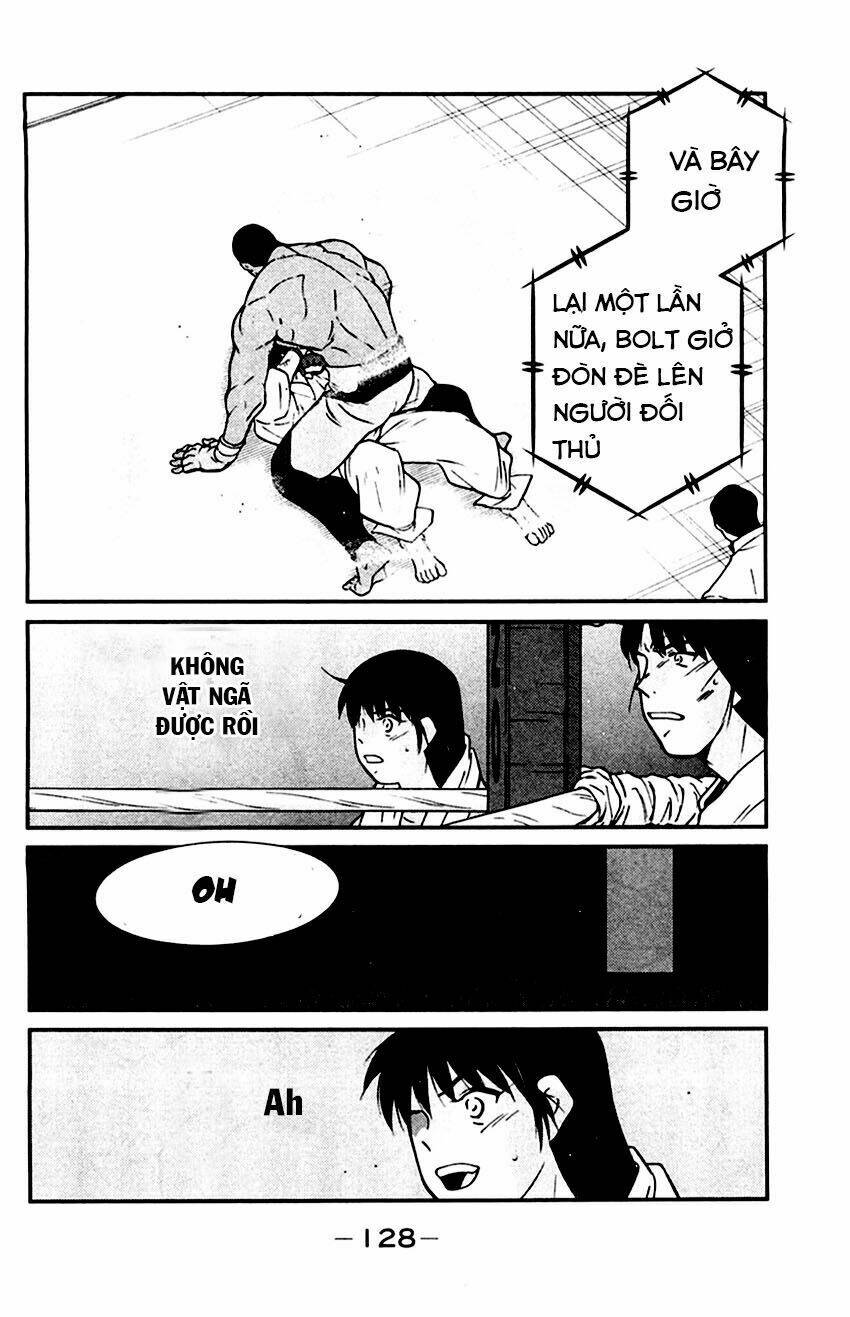 VÀ BÂY
GIỜ
LẠI MỘT LẦN
NỮA, BOLT GIỞ
ĐÒN ĐÈ LÊN
NGƯỜI ĐỐI
THỦ
KHÔNG
VẬT NGÃ
ĐƯỢC RỒI
OH
Ah
-128-